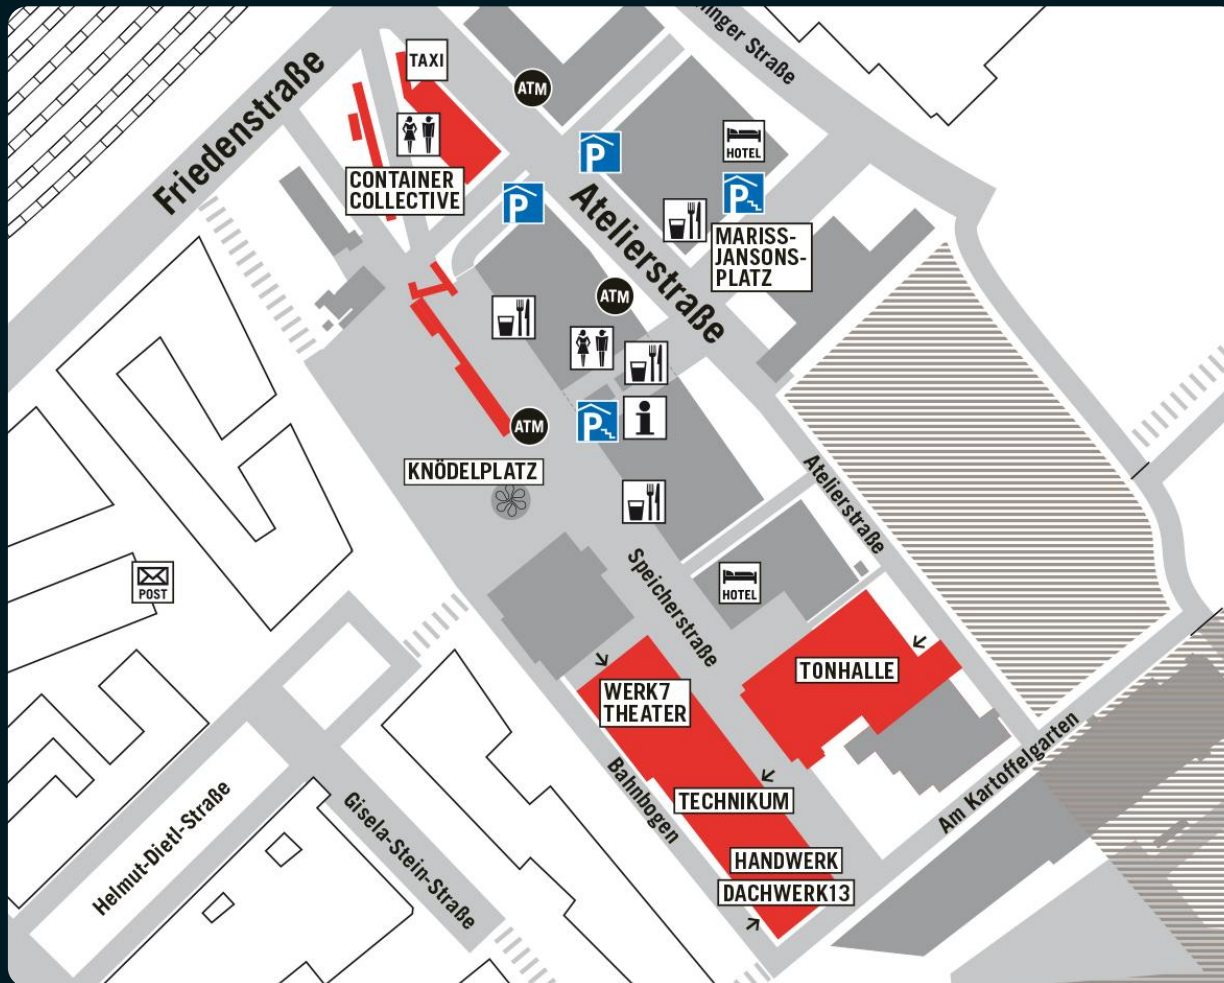 inger Straße
Friedenstraße
TAXI
ATM
P
HOTEL
CONTAINER
COLLECTIVE
P
P
Atelierstraße
MARISS-
JANSONS-
PLATZ
ATM
ATM
P
i
KNÖDELPLATZ
Atelierstraße
POST
Speicherstraße
HOTEL
TONHALLE
WERK7
THEATER
Bahnbogen
TECHNIKUM
Am Kartoffelgarten
Helmut-Dietl-Straße
Gisela-Stein-Straße
HANDWERK
DACHWERK13